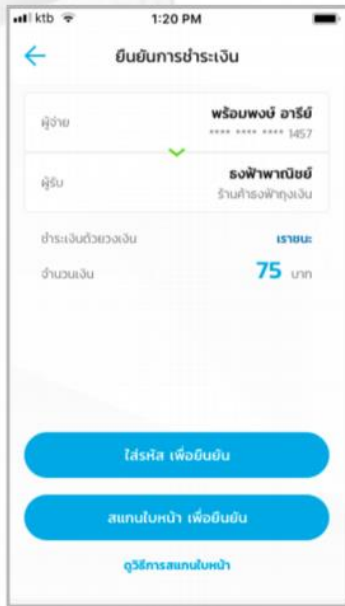 ktb 1:20 PM
ยืนยันการชำระเงิน
ผู้จ่าย พร้อมพงษ์ อารีย์
**** **** **** 1457
ผู้รับ ธงฟ้าพาณิชย์
ร้านค้าธงฟ้าถุงเงิน
ชำระเงินด้วยวงเงิน เราชนะ
จำนวนเงิน 75 บาท
ใส่รหัส เพื่อยืนยัน
สแกนใบหน้า เพื่อยืนยัน
ดูวิธีการสแกนใบหน้า